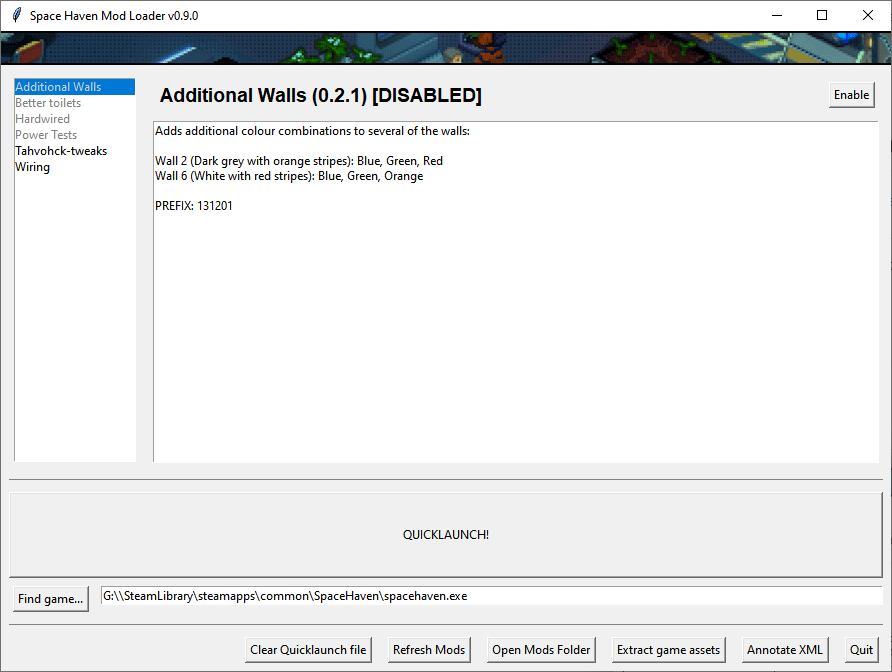 Space Haven Mod Loader v0.9.0
Additional Walls
Better toilets
Hardwired
Power Tests
Tahvohck-tweaks
Wiring
Additional Walls (0.2.1) [DISABLED]
Enable
Adds additional colour combinations to several of the walls:
Wall 2 (Dark grey with orange stripes): Blue, Green, Red
Wall 6 (White with red stripes): Blue, Green, Orange
PREFIX: 131201
QUICKLAUNCH!
Find game...
G:\\SteamLibrary\steamapps\common\SpaceHaven\spacehaven.exe
Clear Quicklaunch file
Refresh Mods
Open Mods Folder
Extract game assets
Annotate XML
Quit